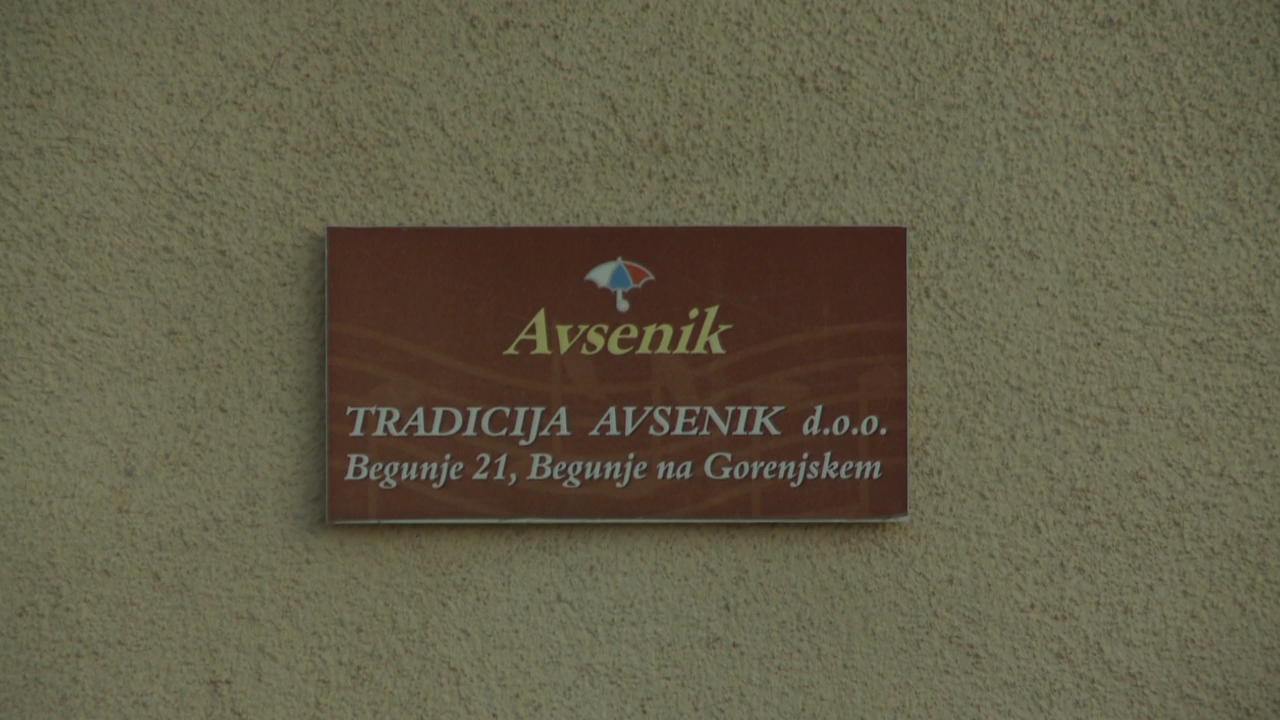 Avsenik
TRADICIJA AVSENIK d.o.o.
Begunje 21, Begunje na Gorenjskem